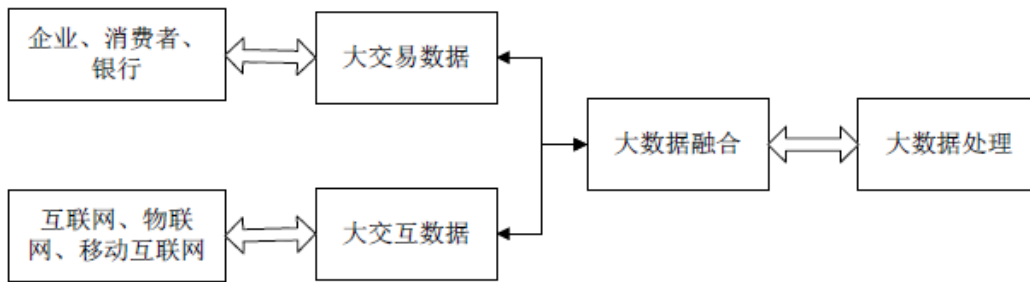 企业、消费者、
银行
大交易数据
大数据融合
大数据处理
互联网、物联
网、移动互联网
大交互数据